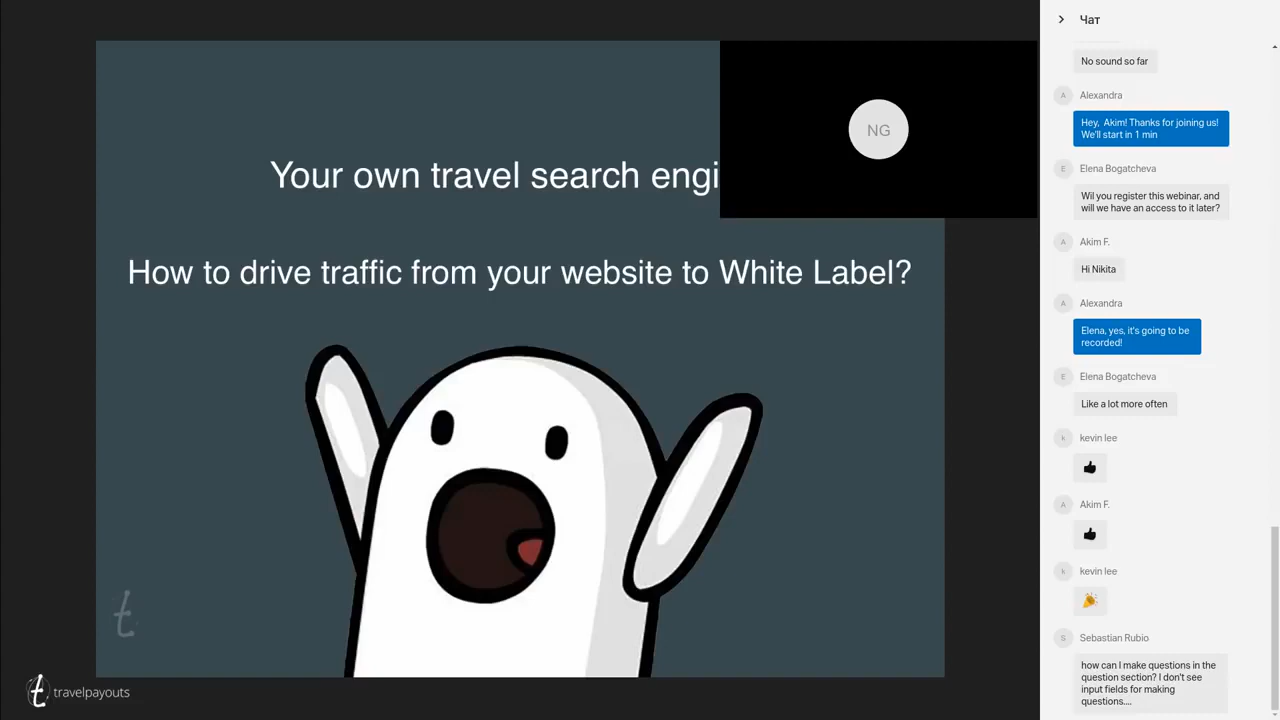 Your own travel search engi
How to drive traffic from your website to White Label?
NG
t
travelpayouts
Чат
No sound so far
A
Alexandra
Hey, Akim! Thanks for joining us!
We'll start in 1 min
E
Elena Bogatcheva
Wil you register this webinar, and
will we have an access to it later?
A
Akim F.
Hi Nikita
A
Alexandra
Elena, yes, it's going to be
recorded!
E
Elena Bogatcheva
Like a lot more often
k
kevin lee
A
Akim F.
k
kevin lee
S
Sebastian Rubio
how can I make questions in the
question section? I don't see
input fields for making
questions....